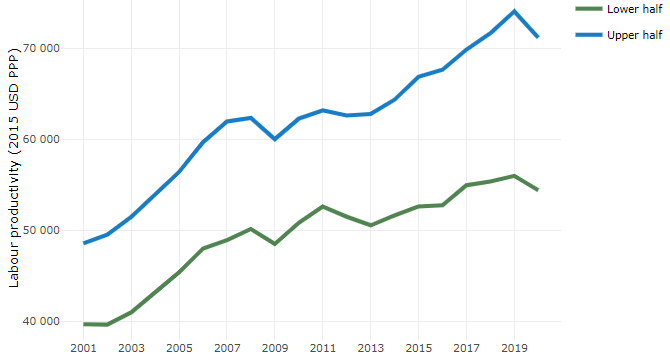 Lower half
Upper half
Labour productivity (2015 USD PPP)
70 000
60 000
50 000
40 000
2001 2003 2005 2007 2009 2011 2013 2015 2017 2019